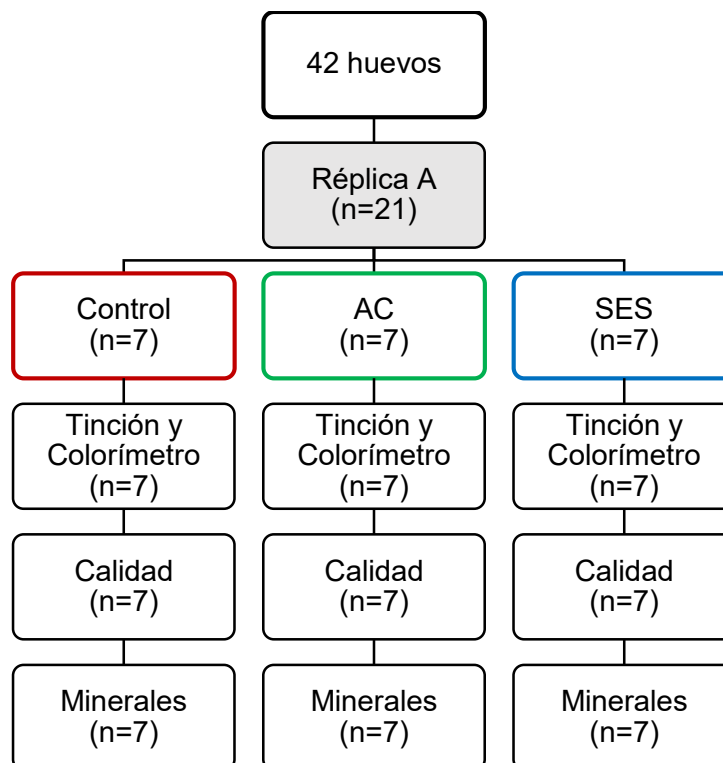 42 huevos
Réplica A
(n=21)
Control
(n=7)
AC
(n=7)
SES
(n=7)
Tinción y
Colorímetro
(n=7)
Tinción y
Colorímetro
(n=7)
Tinción y
Colorímetro
(n=7)
Calidad
(n=7)
Calidad
(n=7)
Calidad
(n=7)
Minerales
(n=7)
Minerales
(n=7)
Minerales
(n=7)